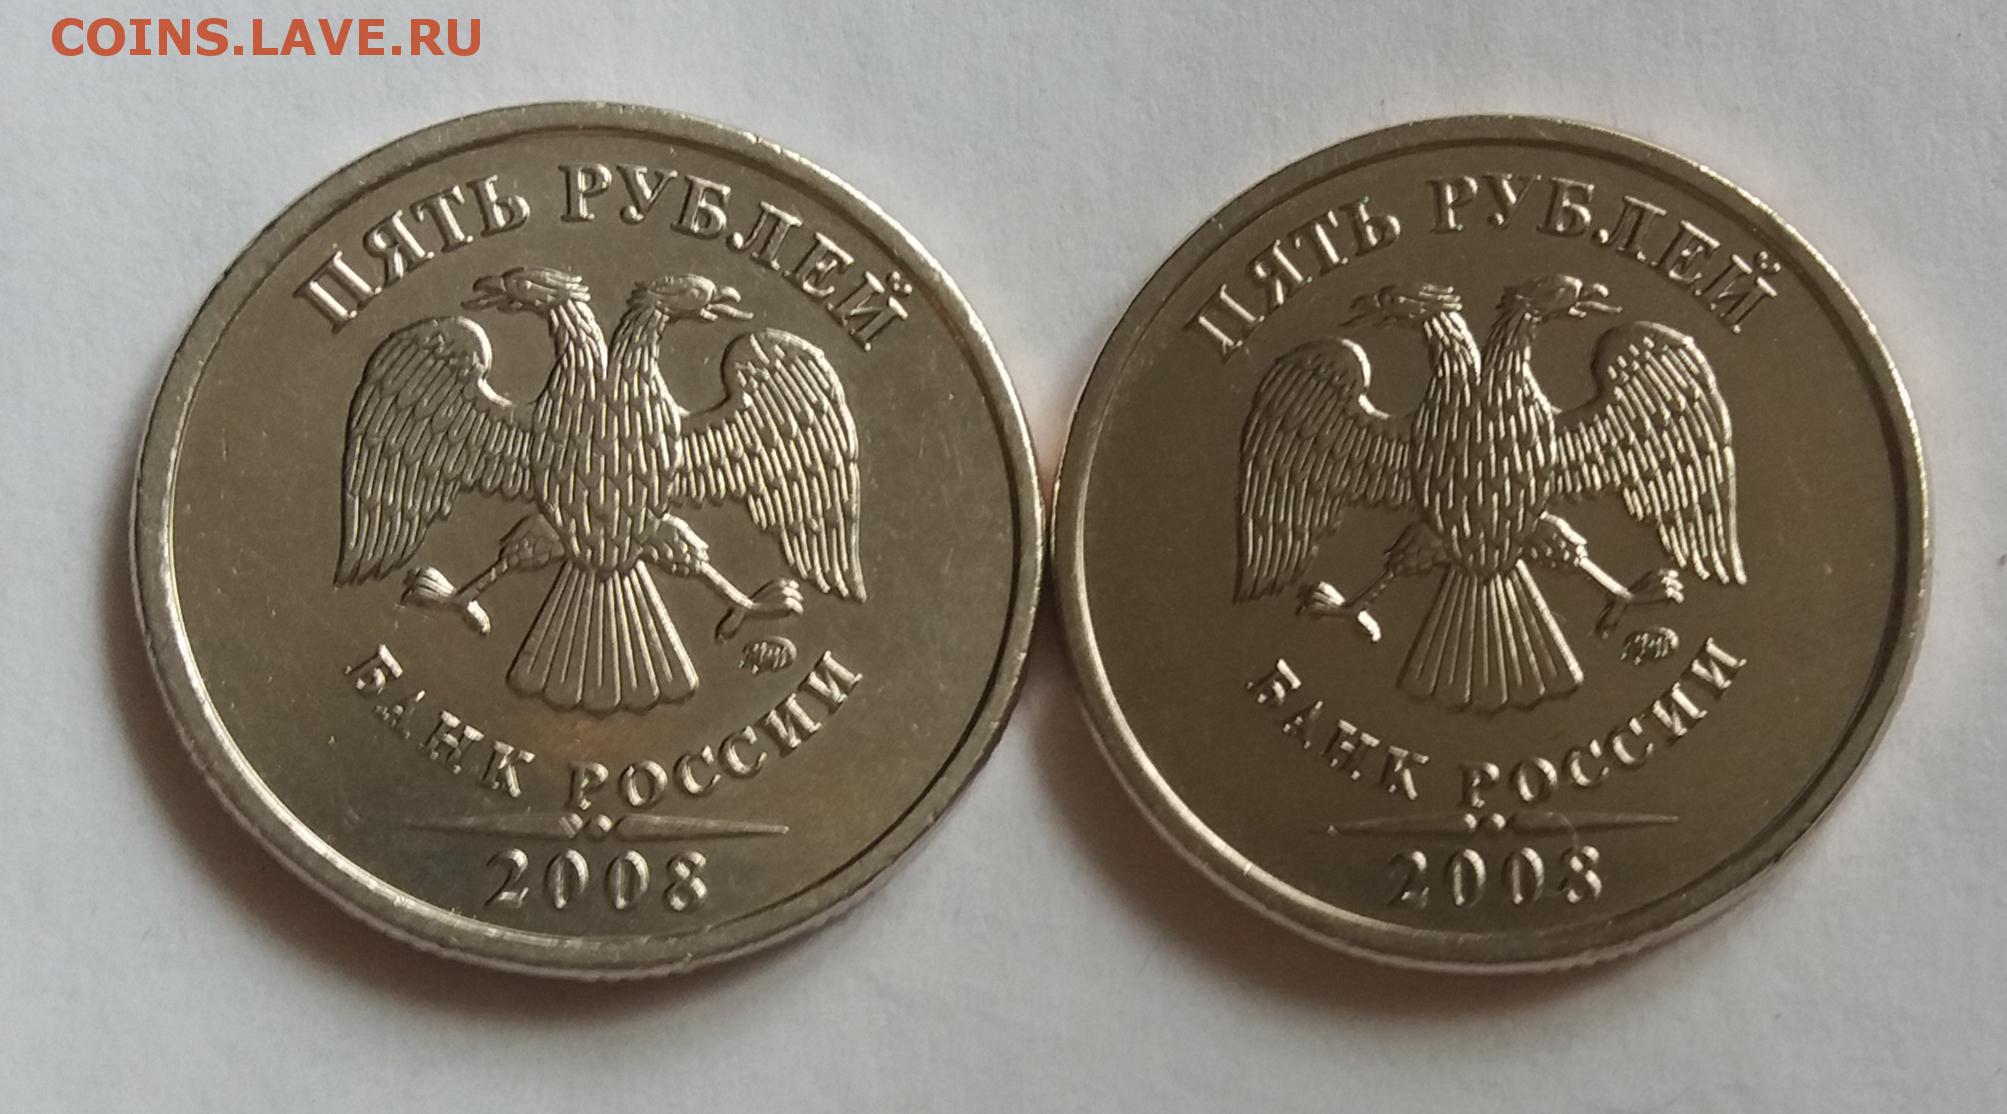 COINS.LAVE.RU
ПЯТЬ РУБЛЕЙ
БАНК РОССИИ
2008
ПЯТЬ РУБЛЕЙ
БАНК РОССИИ
2008